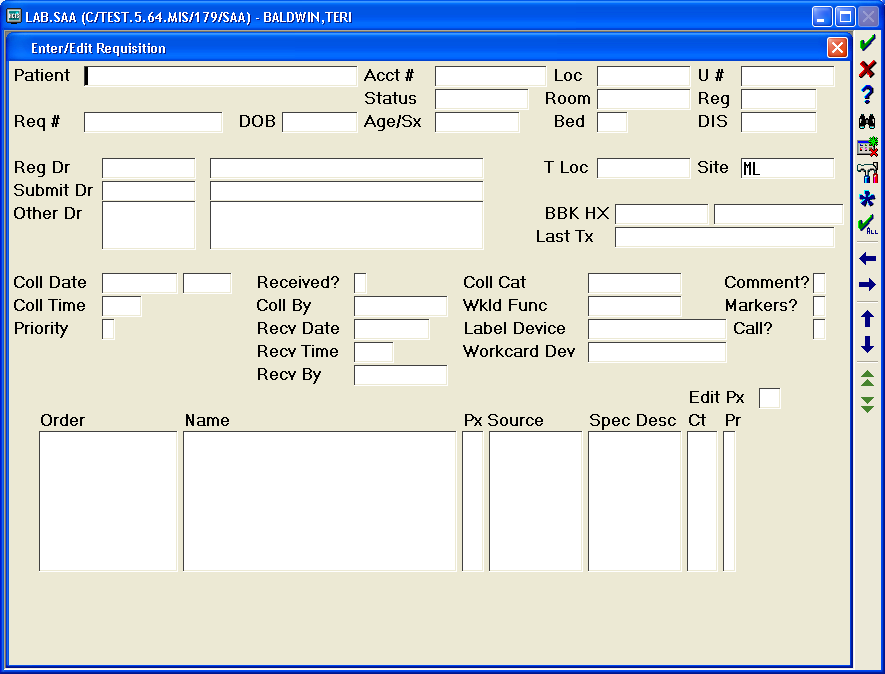 LAB.SAA (C/TEST.5.64.MIS/179/SAA) - BALDWIN,TERI
Enter/Edit Requisition
Patient Acct # Loc U #
Status Room Reg
Req # DOB Age/Sx Bed DIS
Reg Dr T Loc Site ML
Submit Dr
Other Dr BBK HX
Last Tx
Coll Date Received? Coll Cat Comment?
Coll Time Coll By Wkld Func Markers?
Priority Recv Date Label Device Call?
Recv Time Workcard Dev
Recv By
Edit Px
Order Name Px Source Spec Desc Ct Pr
?
ALL